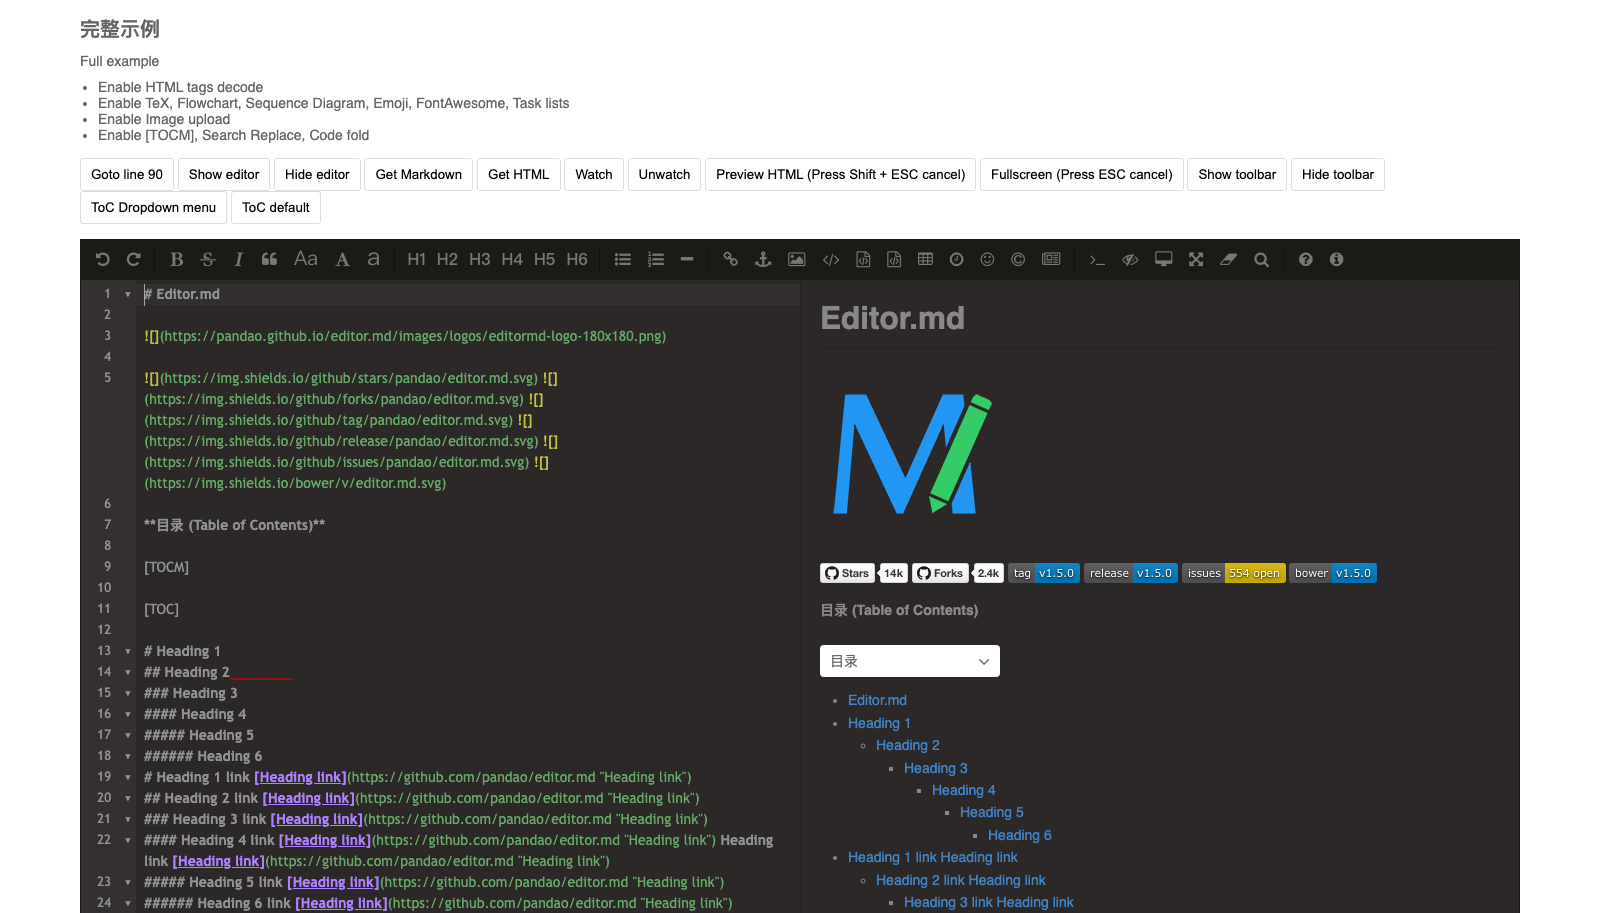 完整示例
Full example
Enable HTML tags decode
Enable TeX, Flowchart, Sequence Diagram, Emoji, FontAwesome, Task lists
Enable Image upload
Enable [TOCM], Search Replace, Code fold
Goto line 90 Show editor Hide editor Get Markdown Get HTML Watch Unwatch Preview HTML (Press Shift + ESC cancel) Fullscreen (Press ESC cancel) Show toolbar Hide toolbar
ToC Dropdown menu ToC default
B S I Aa A a H1 H2 H3 H4 H5 H6
1 # Editor.md
2
3 ![](https://pandao.github.io/editor.md/images/logos/editormd-logo-180x180.png)
4
5 ![](https://img.shields.io/github/stars/pandao/editor.md.svg) ![]
(https://img.shields.io/github/forks/pandao/editor.md.svg) ![]
(https://img.shields.io/github/tag/pandao/editor.md.svg) ![]
(https://img.shields.io/github/release/pandao/editor.md.svg) ![]
(https://img.shields.io/github/issues/pandao/editor.md.svg) ![]
(https://img.shields.io/bower/v/editor.md.svg)
6
7 **目录 (Table of Contents)**
8
9 [TOCM]
10
11 [TOC]
12
13 # Heading 1
14 ## Heading 2
15 ### Heading 3
16 #### Heading 4
17 ##### Heading 5
18 ###### Heading 6
19 # Heading 1 link [Heading link](https://github.com/pandao/editor.md "Heading link")
20 ## Heading 2 link [Heading link](https://github.com/pandao/editor.md "Heading link")
21 ### Heading 3 link [Heading link](https://github.com/pandao/editor.md "Heading link")
22 #### Heading 4 link [Heading link](https://github.com/pandao/editor.md "Heading link") Heading
link [Heading link](https://github.com/pandao/editor.md "Heading link")
23 ##### Heading 5 link [Heading link](https://github.com/pandao/editor.md "Heading link")
24 ###### Heading 6 link [Heading link](https://github.com/pandao/editor.md "Heading link")
Editor.md
Stars 14k Forks 2.4k tag v1.5.0 release v1.5.0 issues 554 open bower v1.5.0
目录 (Table of Contents)
目录
Editor.md
Heading 1
Heading 2
Heading 3
Heading 4
Heading 5
Heading 6
Heading 1 link Heading link
Heading 2 link Heading link
Heading 3 link Heading link